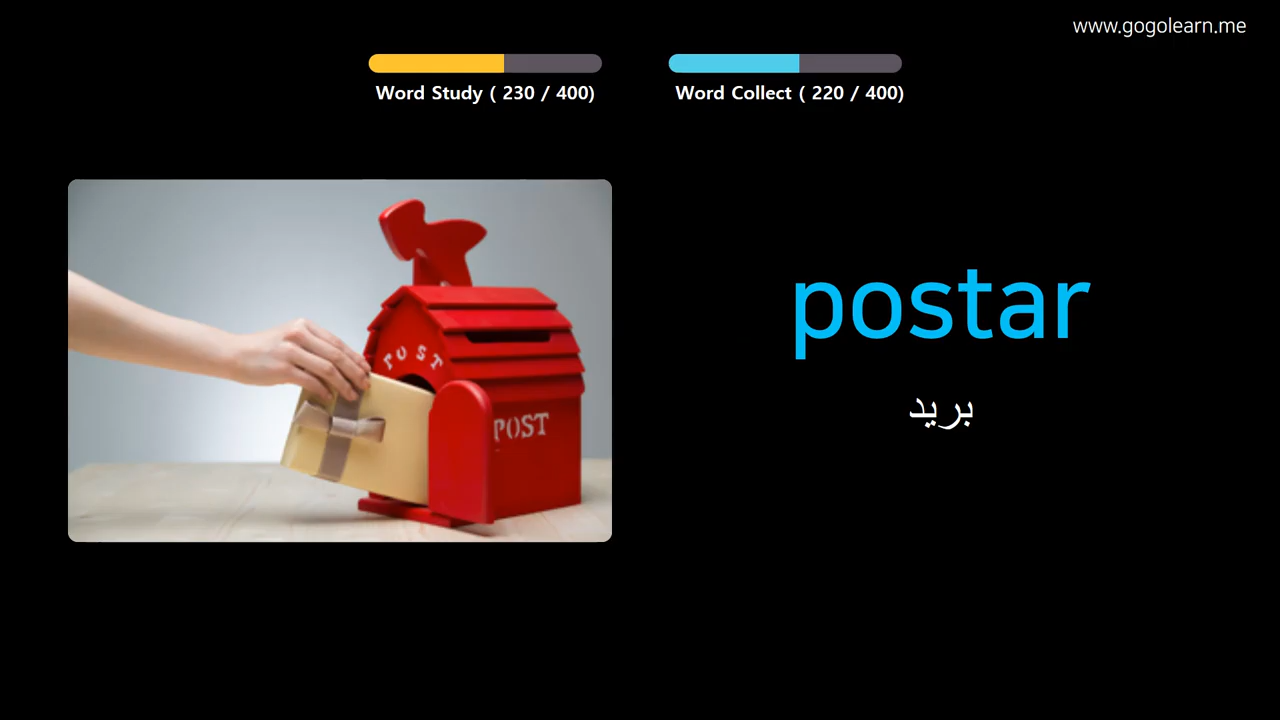 www.gogolearn.me
Word Study ( 230 / 400)
Word Collect ( 220 / 400)
POST
POST
postar
بريد